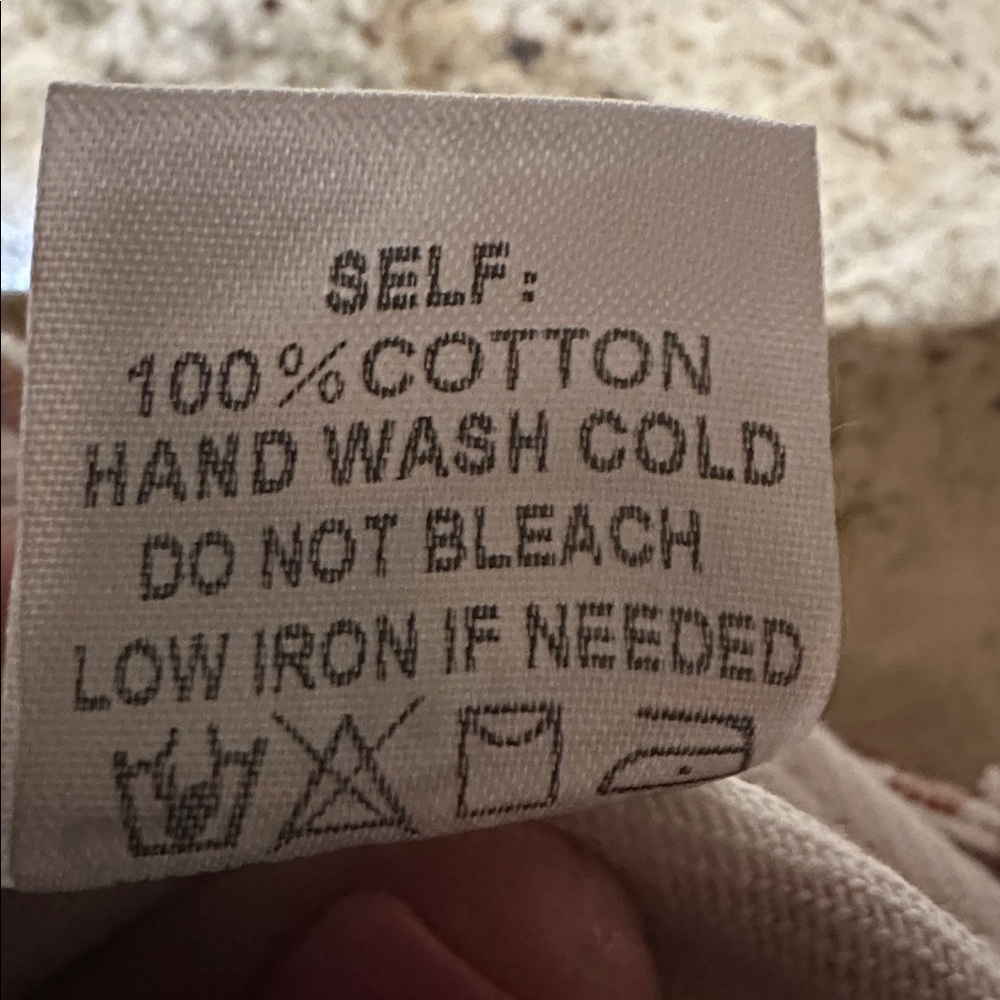 SELF:
100% COTTON
HAND WASH COLD
DO NOT BLEACH
LOW IRON IF NEEDED